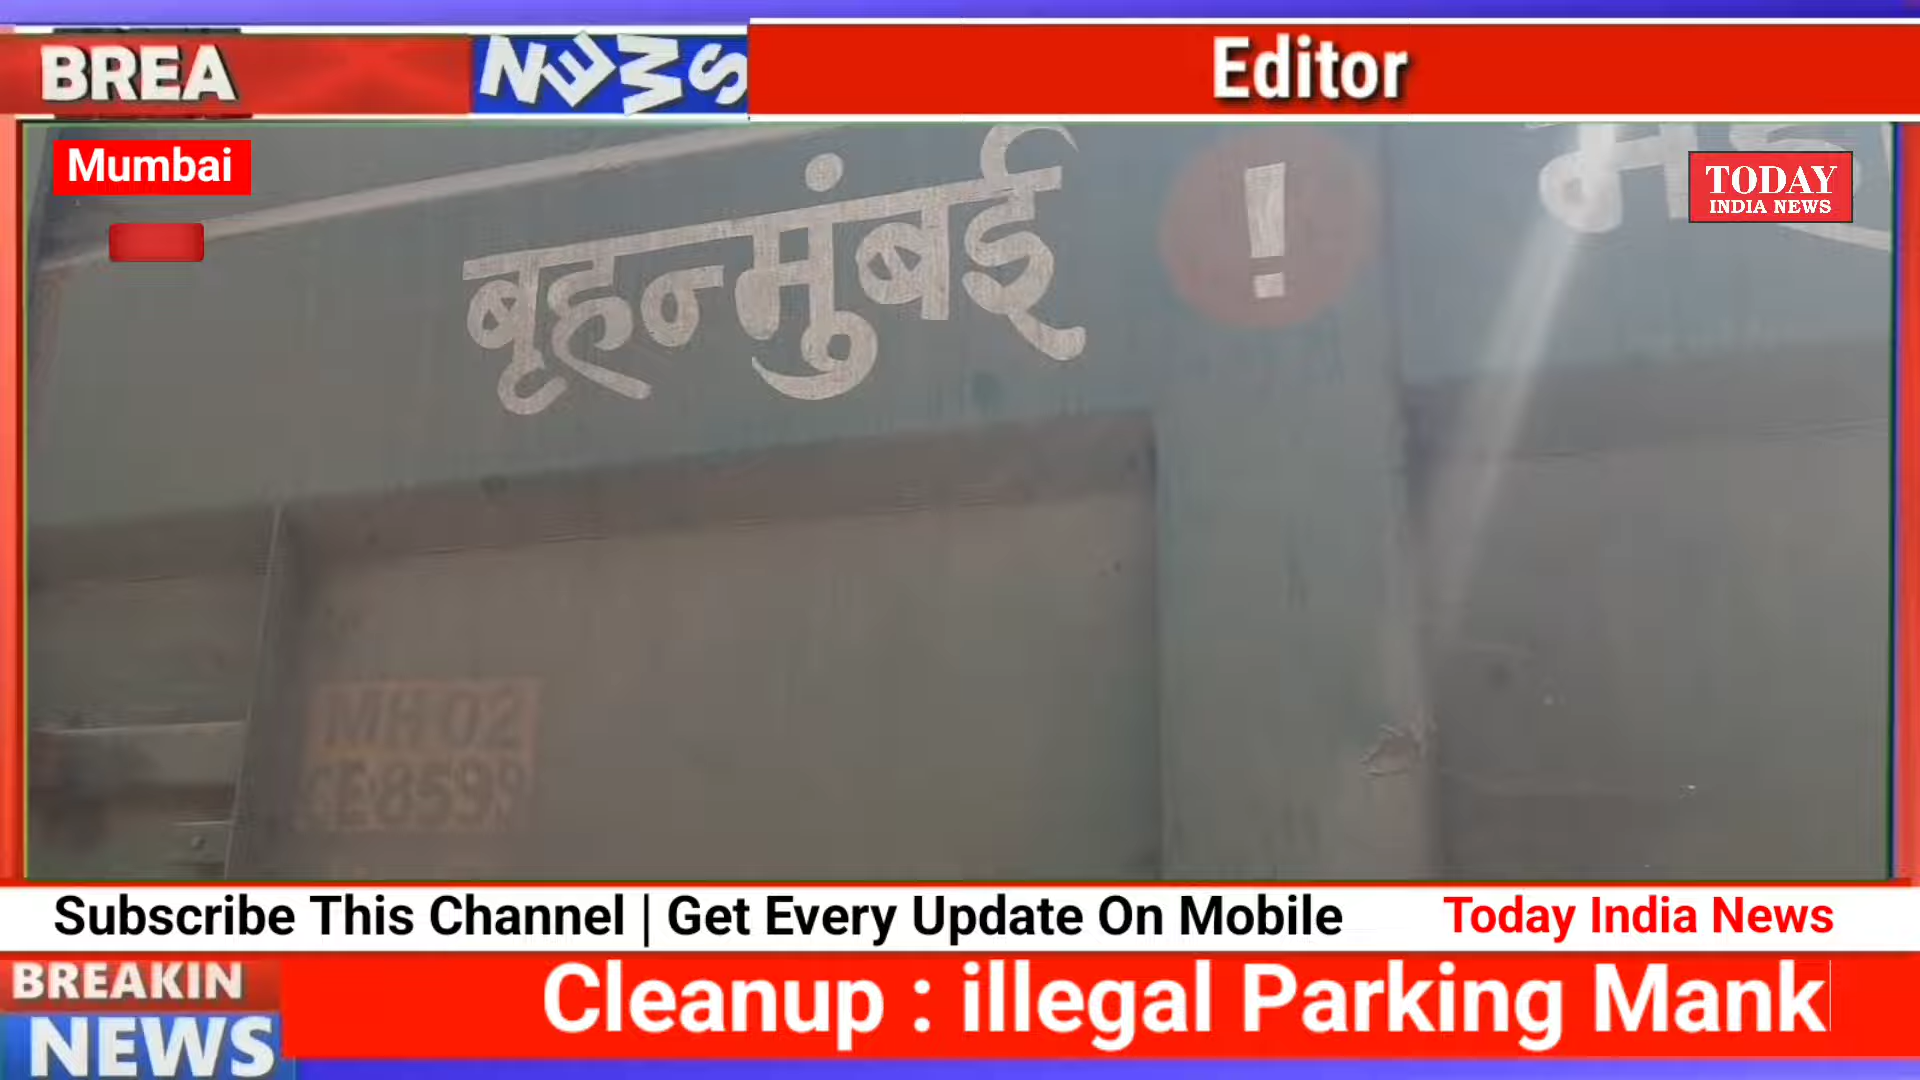 BREA
NEWS
Editor
Mumbai
TODAY
INDIA NEWS
बृहन्मुंबई !
MH 02
CE8599
Subscribe This Channel | Get Every Update On Mobile
Today India News
BREAKIN
NEWS
Cleanup : illegal Parking Mank